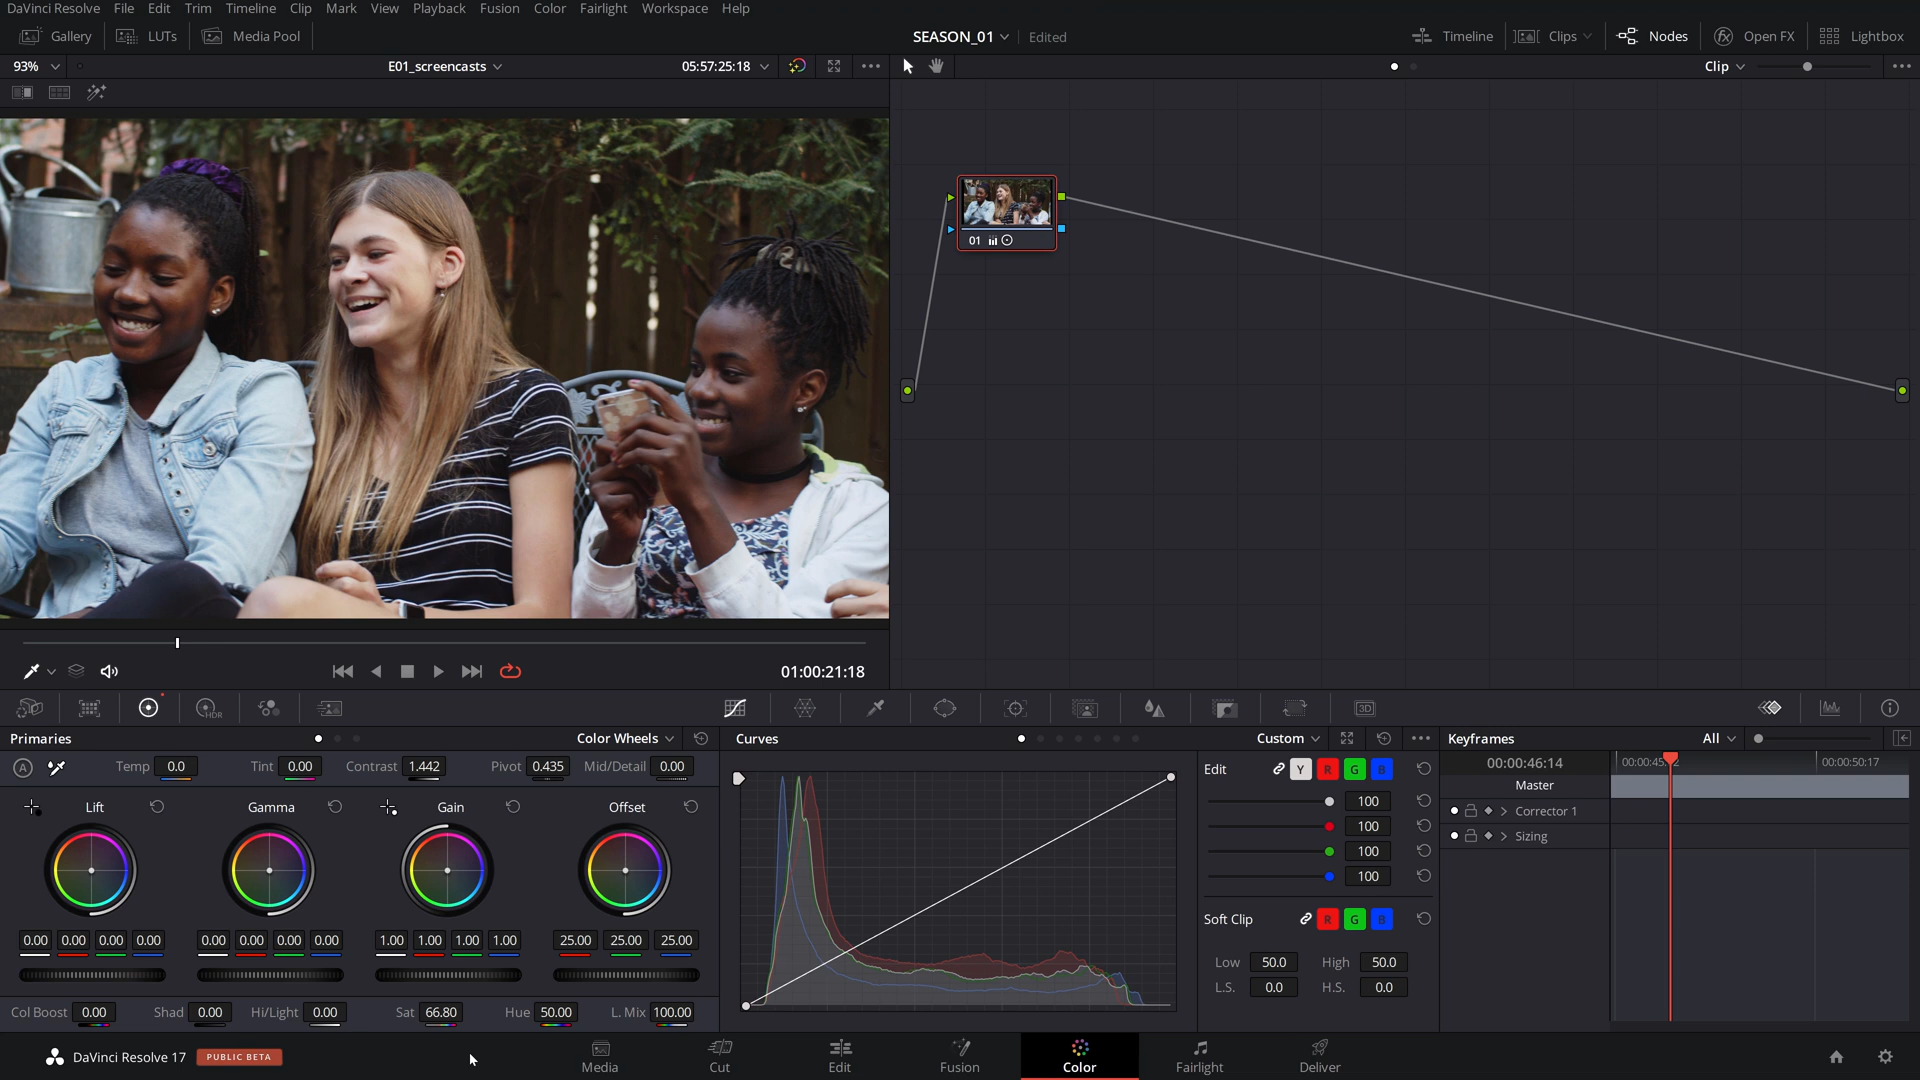 DaVinci Resolve File Edit Trim Timeline Clip Mark View Playback Fusion Color Fairlight Workspace Help
Gallery LUTs Media Pool SEASON_01 Edited Timeline Clips Nodes Open FX Lightbox
93% E01_screencasts 05:57:25:18 Clip
01
01:00:21:18
HDR 3D
Primaries Color Wheels Curves Custom Keyframes All
A Temp 0.0 Tint 0.00 Contrast 1.442 Pivot 0.435 Mid/Detail 0.00
Lift Gamma Gain Offset
0.00 0.00 0.00 0.00 0.00 0.00 0.00 0.00 1.00 1.00 1.00 1.00 25.00 25.00 25.00
Col Boost 0.00 Shad 0.00 Hi/Light 0.00 Sat 66.80 Hue 50.00 L. Mix 100.00
Edit Y R G B
100
100
100
100
Soft Clip R G B
Low 50.0 High 50.0
L.S. 0.0 H.S. 0.0
00:00:46:14 00:00:50:17
Master
Corrector 1
Sizing
DaVinci Resolve 17 PUBLIC BETA Media Cut Edit Fusion Color Fairlight Deliver